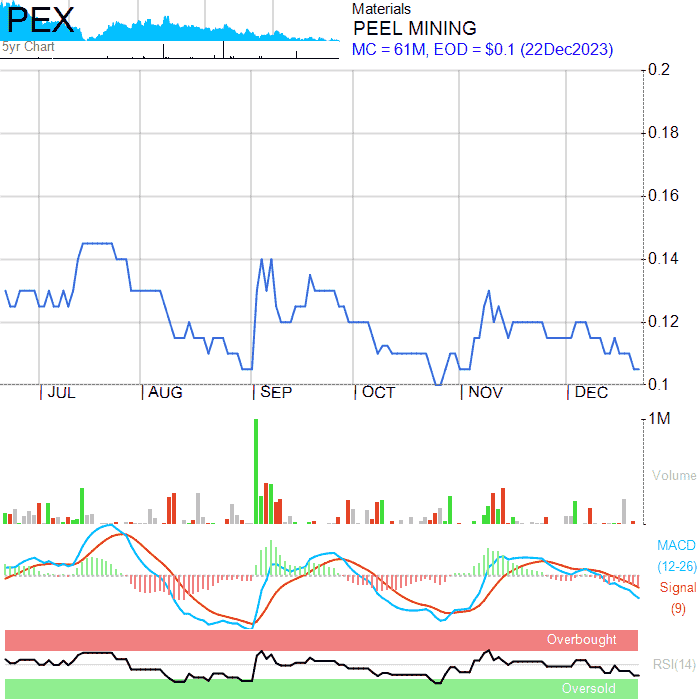 PEX
5yr Chart
Materials
PEEL MINING
MC = 61M, EOD = $0.1 (22Dec2023)
0.2
0.18
0.16
0.14
0.12
0.1
JUL AUG SEP OCT NOV DEC
1M
Volume
MACD
(12-26)
Signal
(9)
Overbought
RSI(14)
Oversold